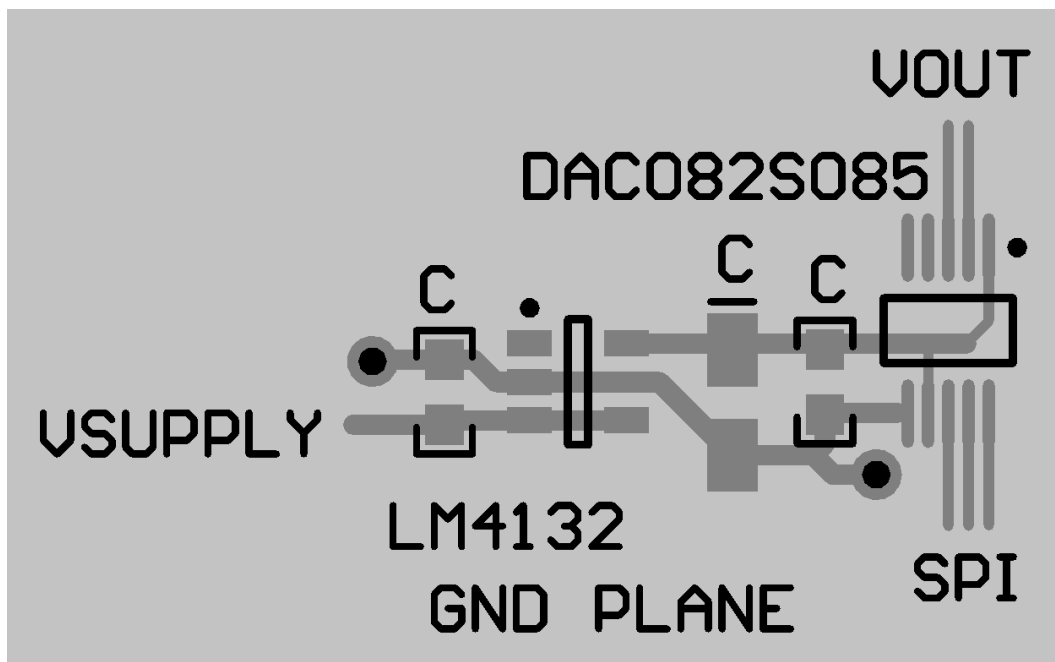 VOUT
DAC082S085
C
C
C
VSUPPLY
LM4132
SPI
GND PLANE